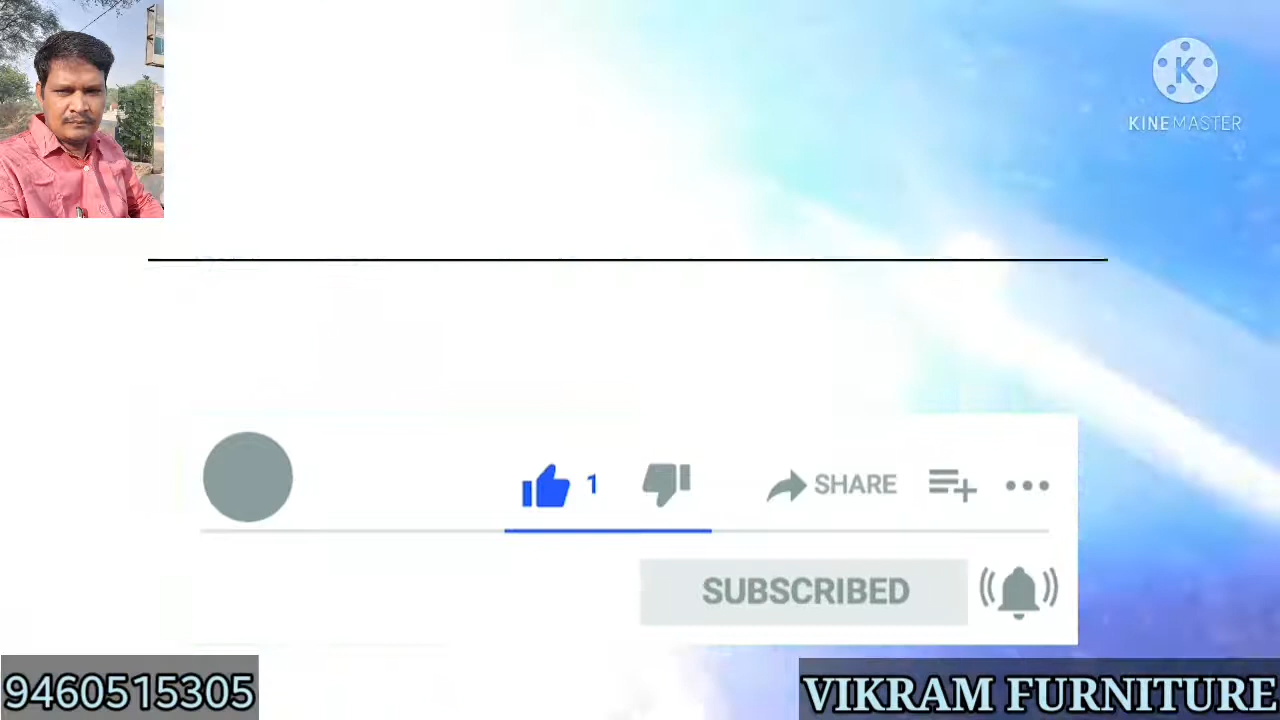 KINEMASTER
1
SHARE
SUBSCRIBED
9460515305
VIKRAM FURNITURE